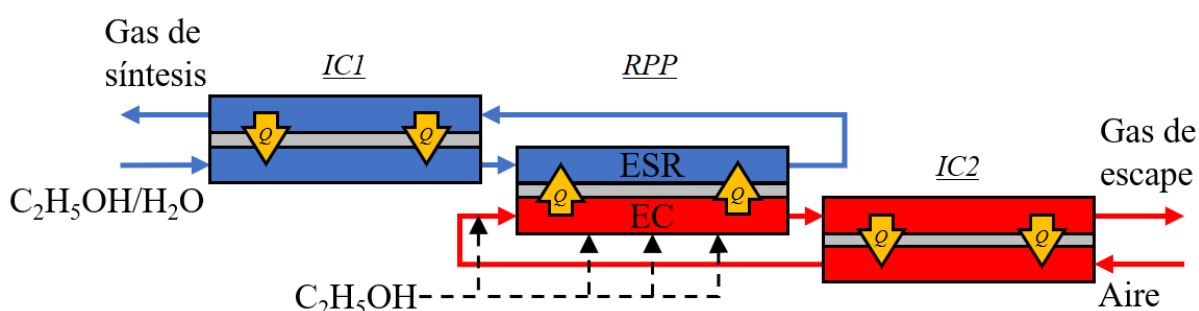 Gas de
síntesis
IC1
RPP
Q
Q
C₂H₅OH/H₂O
ESR
Q
Q
EC
IC2
Gas de
escape
Q
Q
Aire
C₂H₅OH